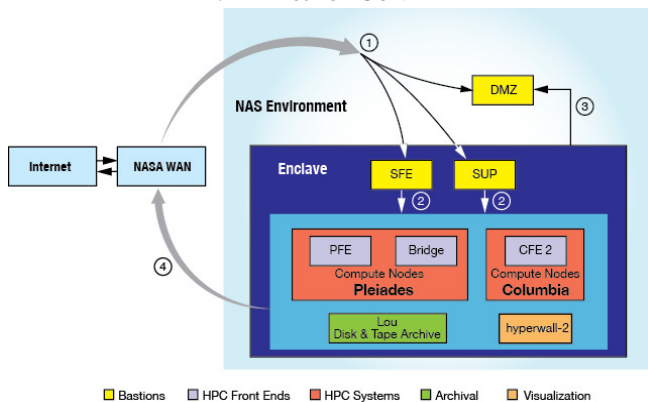 ①
NAS Environment
DMZ
③
Internet
NASA WAN
Enclave
SFE
SUP
②
②
④
PFE
Bridge
Compute Nodes
Pleiades
CFE 2
Compute Nodes
Columbia
Lou
Disk & Tape Archive
hyperwall-2
Bastions
HPC Front Ends
HPC Systems
Archival
Visualization